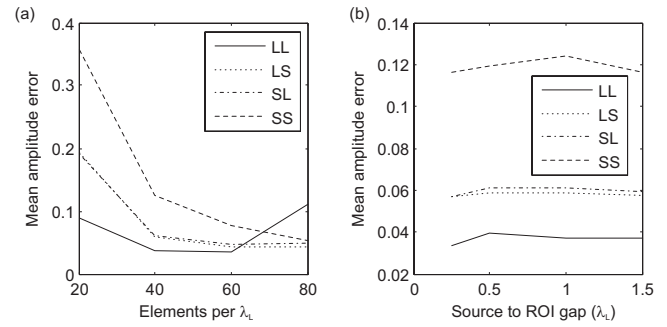 (a)
Mean amplitude error
0.4
0.3
0.2
0.1
0
20
40
60
80
Elements per λL
LL
LS
SL
SS
(b)
Mean amplitude error
0.14
0.12
0.1
0.08
0.06
0.04
0.02
0
0.5
1
1.5
Source to ROI gap (λL)
LL
LS
SL
SS